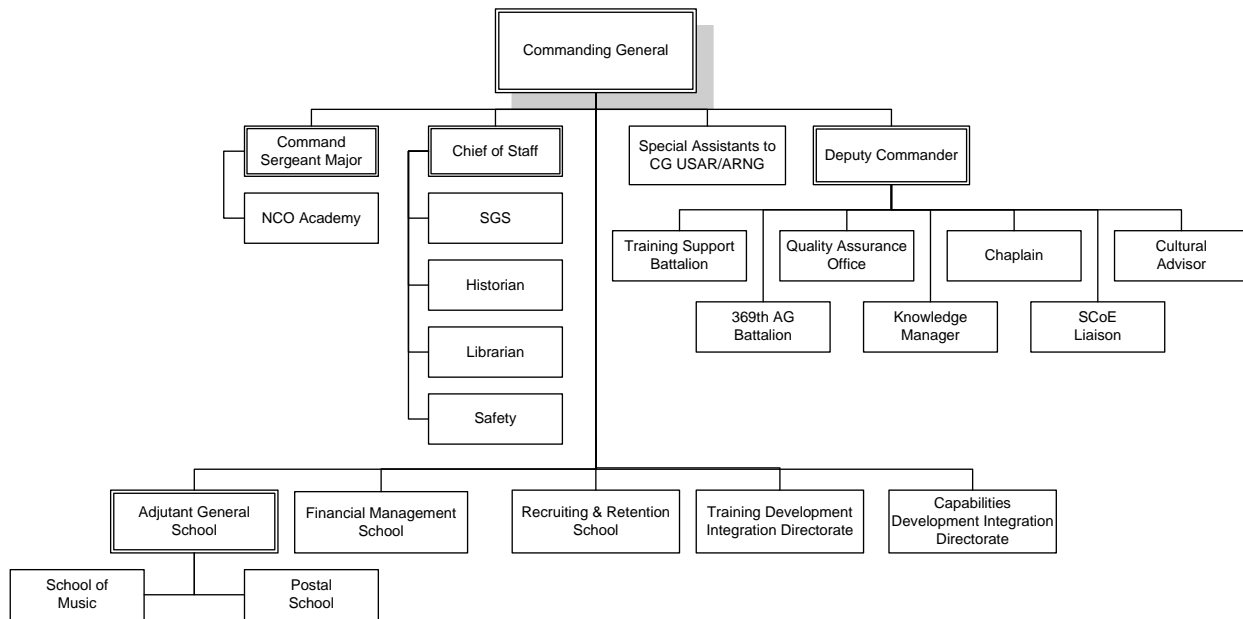 Commanding General
Command
Sergeant Major
Chief of Staff
Special Assistants to
CG USAR/ARNG
Deputy Commander
NCO Academy
SGS
Historian
Librarian
Safety
Training Support
Battalion
Quality Assurance
Office
Chaplain
Cultural
Advisor
369th AG
Battalion
Knowledge
Manager
SCoE
Liaison
Adjutant General
School
Financial Management
School
Recruiting & Retention
School
Training Development
Integration Directorate
Capabilities
Development Integration
Directorate
School of
Music
Postal
School